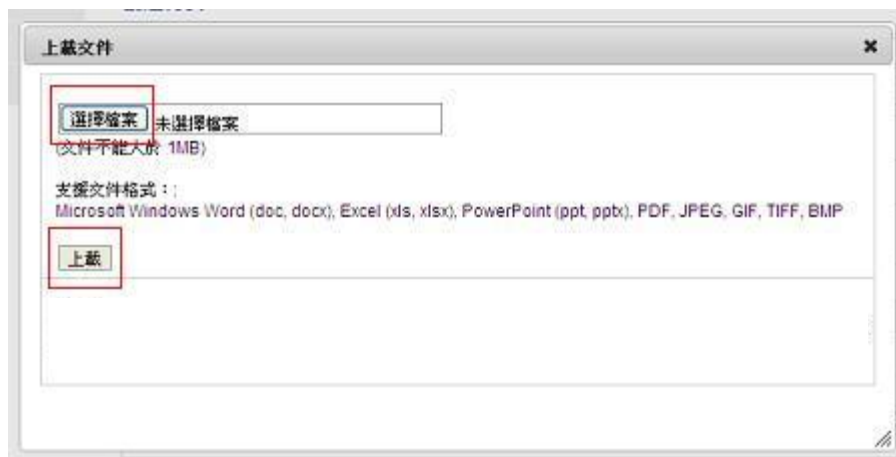 上載文件
選擇檔案 未選擇檔案
(文件不能大於 1MB)
支援文件格式：:
Microsoft Windows Word (doc, docx), Excel (xls, xlsx), PowerPoint (ppt, pptx), PDF, JPEG, GIF, TIFF, BMP
上載